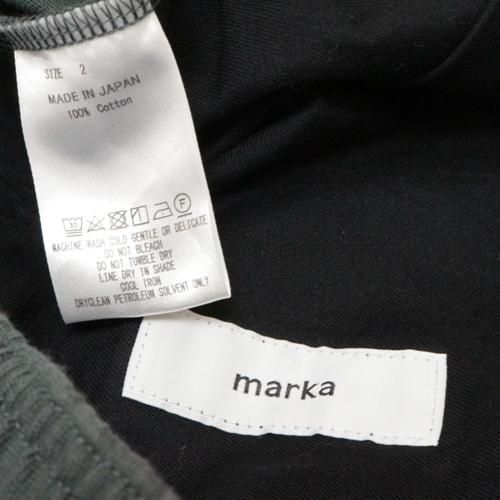 SIZE 2
MADE IN JAPAN
100% Cotton
30 F
MACHINE WASH COLD GENTLE OR DELICATE
DO NOT BLEACH
DO NOT TUMBLE DRY
LINE DRY IN SHADE
COOL IRON
DRYCLEAN PETROLEUM SOLVENT ONLY
marka